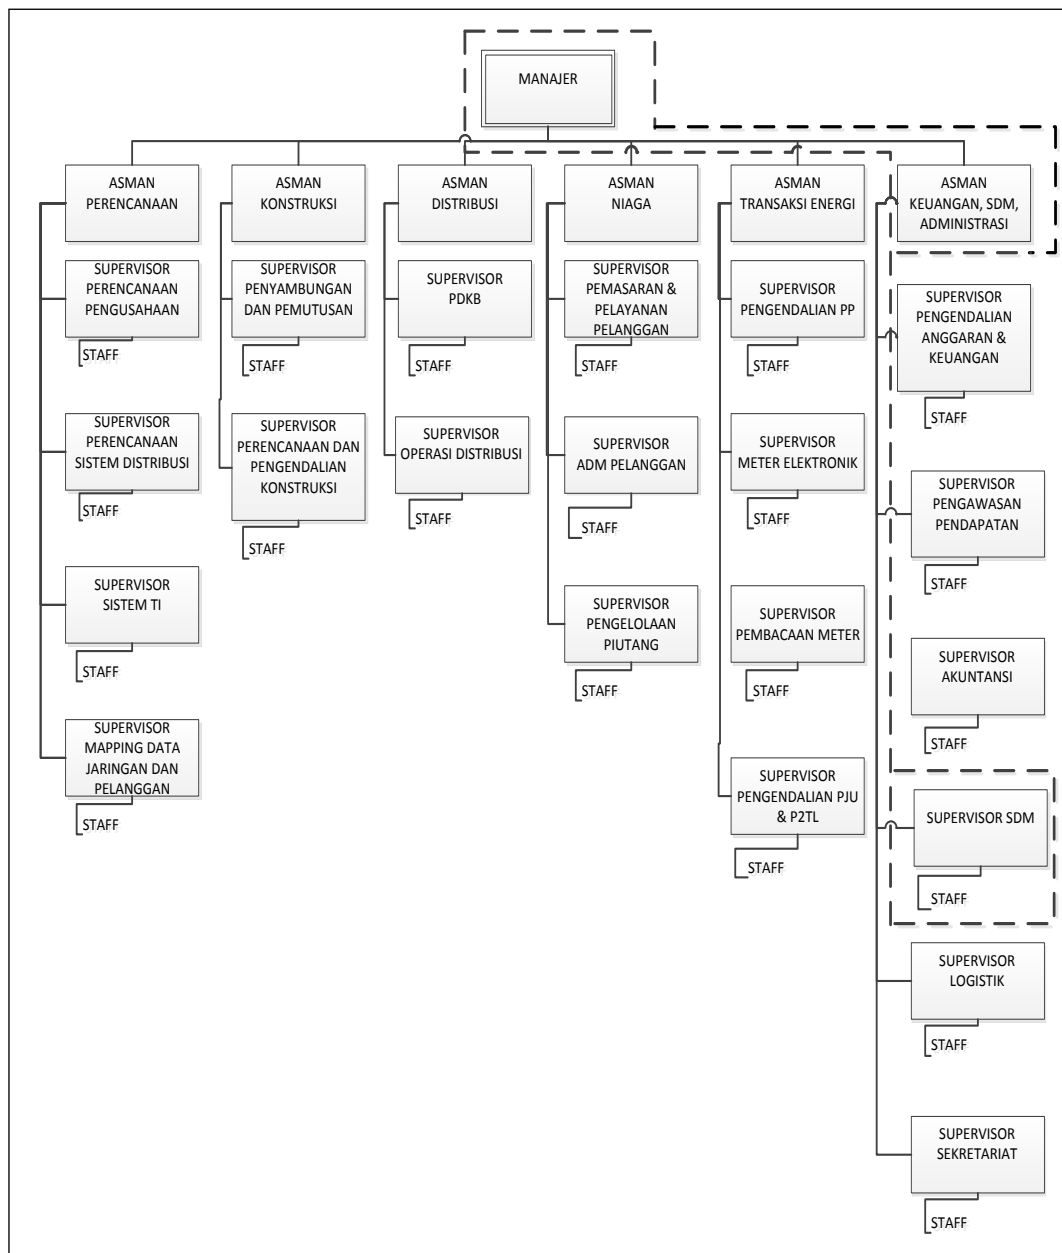 MANAJER
ASMAN
PERENCANAAN
SUPERVISOR
PERENCANAAN
PENGUSAHAAN
STAFF
SUPERVISOR
PERENCANAAN
SISTEM DISTRIBUSI
STAFF
SUPERVISOR
SISTEM TI
STAFF
SUPERVISOR
MAPPING DATA
JARINGAN DAN
PELANGGAN
STAFF
ASMAN
KONSTRUKSI
SUPERVISOR
PENYAMBUNGAN
DAN PEMUTUSAN
STAFF
SUPERVISOR
PERENCANAAN DAN
PENGENDALIAN
KONSTRUKSI
STAFF
ASMAN
DISTRIBUSI
SUPERVISOR
PDKB
STAFF
SUPERVISOR
OPERASI DISTRIBUSI
STAFF
ASMAN
NIAGA
SUPERVISOR
PEMASARAN &
PELAYANAN
PELANGGAN
STAFF
SUPERVISOR
ADM PELANGGAN
STAFF
SUPERVISOR
PENGELOLAAN
PIUTANG
STAFF
ASMAN
TRANSAKSI ENERGI
SUPERVISOR
PENGENDALIAN PP
STAFF
SUPERVISOR
METER ELEKTRONIK
STAFF
SUPERVISOR
PEMBACAAN METER
STAFF
SUPERVISOR
PENGENDALIAN PJU
& P2TL
STAFF
ASMAN
KEUANGAN, SDM,
ADMINISTRASI
SUPERVISOR
PENGENDALIAN
ANGGARAN &
KEUANGAN
STAFF
SUPERVISOR
PENGAWASAN
PENDAPATAN
STAFF
SUPERVISOR
AKUNTANSI
STAFF
SUPERVISOR SDM
STAFF
SUPERVISOR
LOGISTIK
STAFF
SUPERVISOR
SEKRETARIAT
STAFF